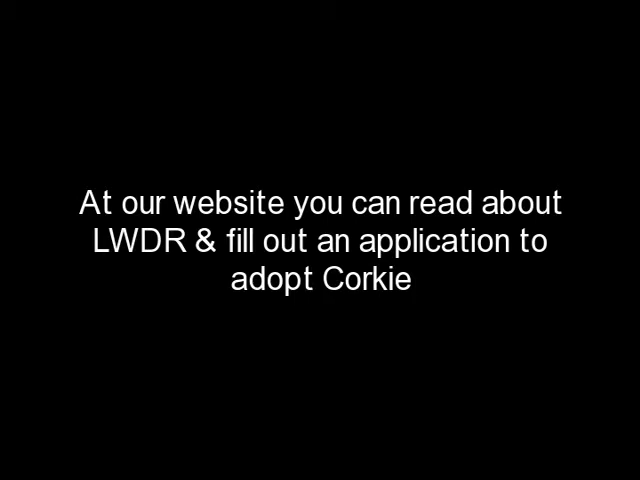 At our website you can read about
LWDR & fill out an application to
adopt Corkie